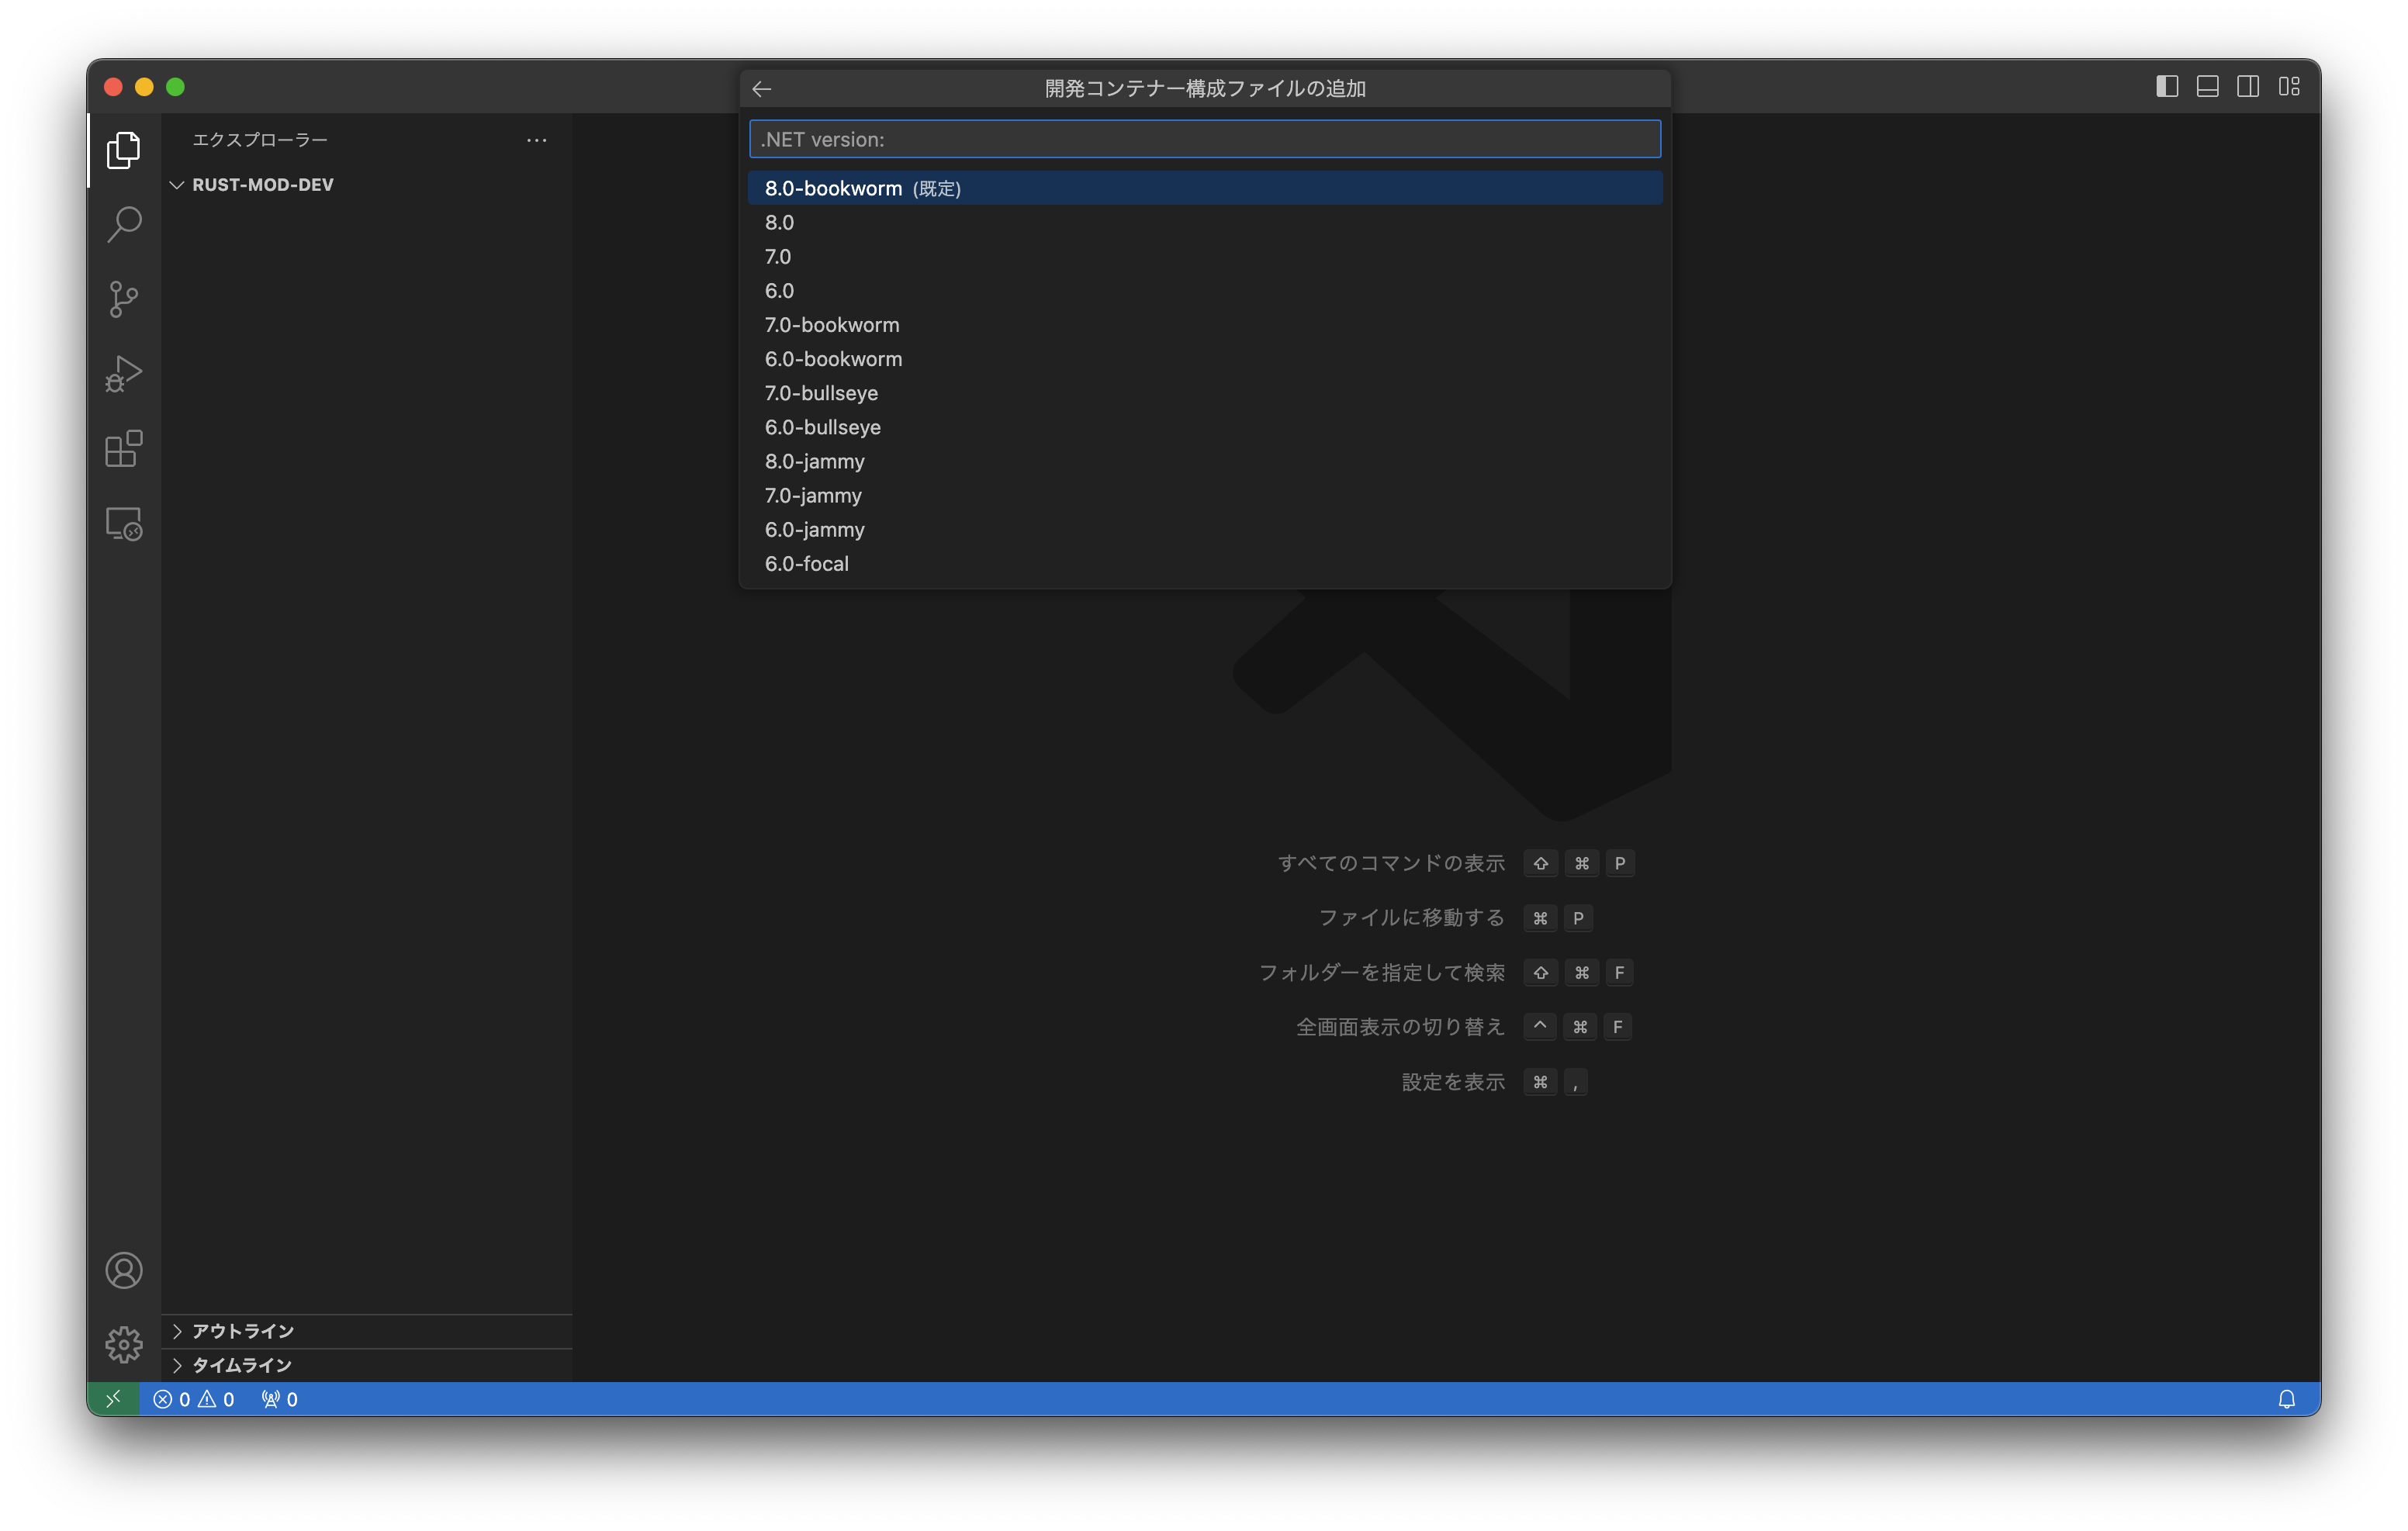 開発コンテナー構成ファイルの追加
.NET version:
8.0-bookworm (既定)
8.0
7.0
6.0
7.0-bookworm
6.0-bookworm
7.0-bullseye
6.0-bullseye
8.0-jammy
7.0-jammy
6.0-jammy
6.0-focal
エクスプローラー
RUST-MOD-DEV
すべてのコマンドの表示 ⇧ ⌘ P
ファイルに移動する ⌘ P
フォルダーを指定して検索 ⇧ ⌘ F
全画面表示の切り替え ^ ⌘ F
設定を表示 ⌘ ,
アウトライン
タイムライン
0 0 0